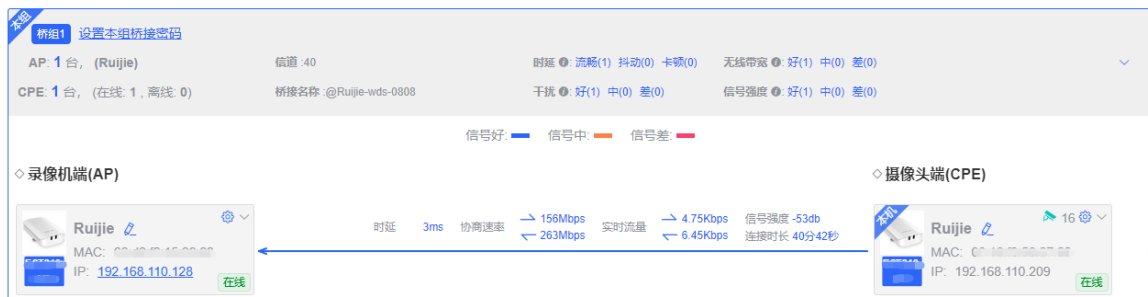 本组
桥组1 设置本组桥接密码
AP: 1 台, (Ruijie) 信道 :40 时延 : 流畅(1) 抖动(0) 卡顿(0) 无线带宽 : 好(1) 中(0) 差(0)
CPE: 1 台, (在线: 1 , 离线: 0) 桥接名称 :@Ruijie-wds-0808 干扰 : 好(1) 中(0) 差(0) 信号强度 : 好(1) 中(0) 差(0)
信号好: 信号中: 信号差:
录像机端(AP) 摄像头端(CPE)
Ruijie
MAC:
IP: 192.168.110.128
在线
时延 3ms 协商速率 156Mbps 263Mbps 实时流量 4.75Kbps 6.45Kbps 信号强度 -53db 连接时长 40分42秒
本机
Ruijie 16
MAC:
IP: 192.168.110.209
在线